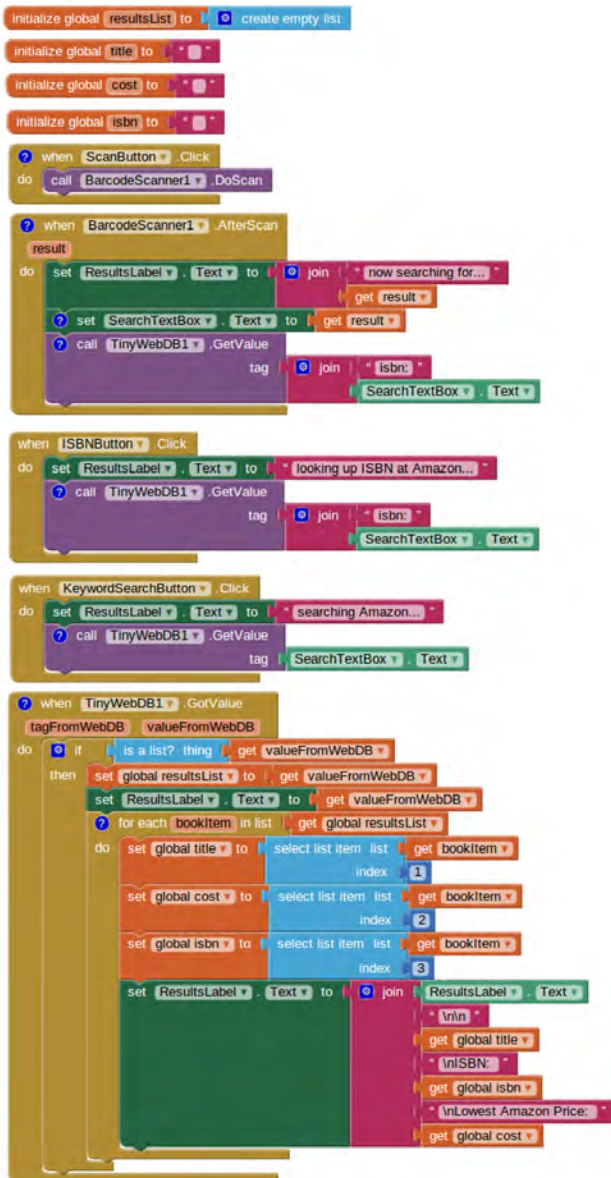 initialize global resultsList to create empty list
initialize global title to " "
initialize global cost to " "
initialize global isbn to " "
? when ScanButton .Click
do call BarcodeScanner1 .DoScan
? when BarcodeScanner1 .AfterScan
result
do set ResultsLabel . Text to join " now searching for... "
get result
? set SearchTextBox . Text to get result
? call TinyWebDB1 .GetValue
tag join " isbn: "
SearchTextBox . Text
when ISBNButton .Click
do set ResultsLabel . Text to " looking up ISBN at Amazon... "
? call TinyWebDB1 .GetValue
tag join " isbn: "
SearchTextBox . Text
when KeywordSearchButton .Click
do set ResultsLabel . Text to " searching Amazon... "
? call TinyWebDB1 .GetValue
tag SearchTextBox . Text
? when TinyWebDB1 .GotValue
tagFromWebDB valueFromWebDB
do if is a list? thing get valueFromWebDB
then set global resultsList to get valueFromWebDB
set ResultsLabel . Text to get valueFromWebDB
? for each bookItem in list get global resultsList
do set global title to select list item list get bookItem
index 1
set global cost to select list item list get bookItem
index 2
set global isbn to select list item list get bookItem
index 3
set ResultsLabel . Text to join ResultsLabel . Text
" \n\n "
get global title
" \nISBN: "
get global isbn
" \nLowest Amazon Price: "
get global cost